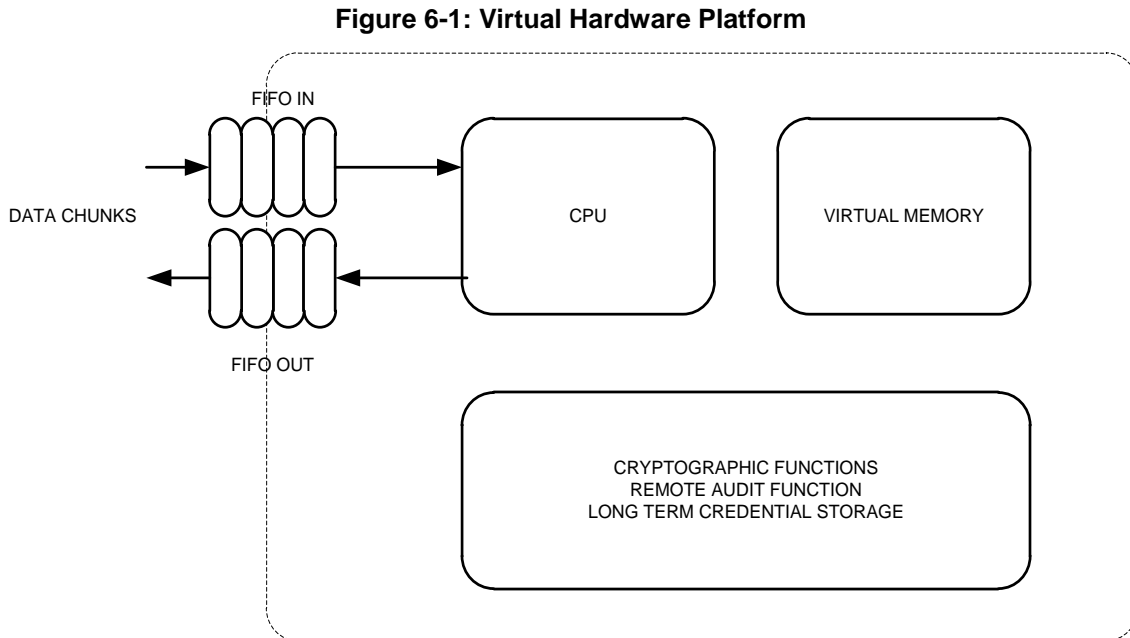 Figure 6-1: Virtual Hardware Platform
FIFO IN
DATA CHUNKS
CPU
VIRTUAL MEMORY
FIFO OUT
CRYPTOGRAPHIC FUNCTIONS
REMOTE AUDIT FUNCTION
LONG TERM CREDENTIAL STORAGE